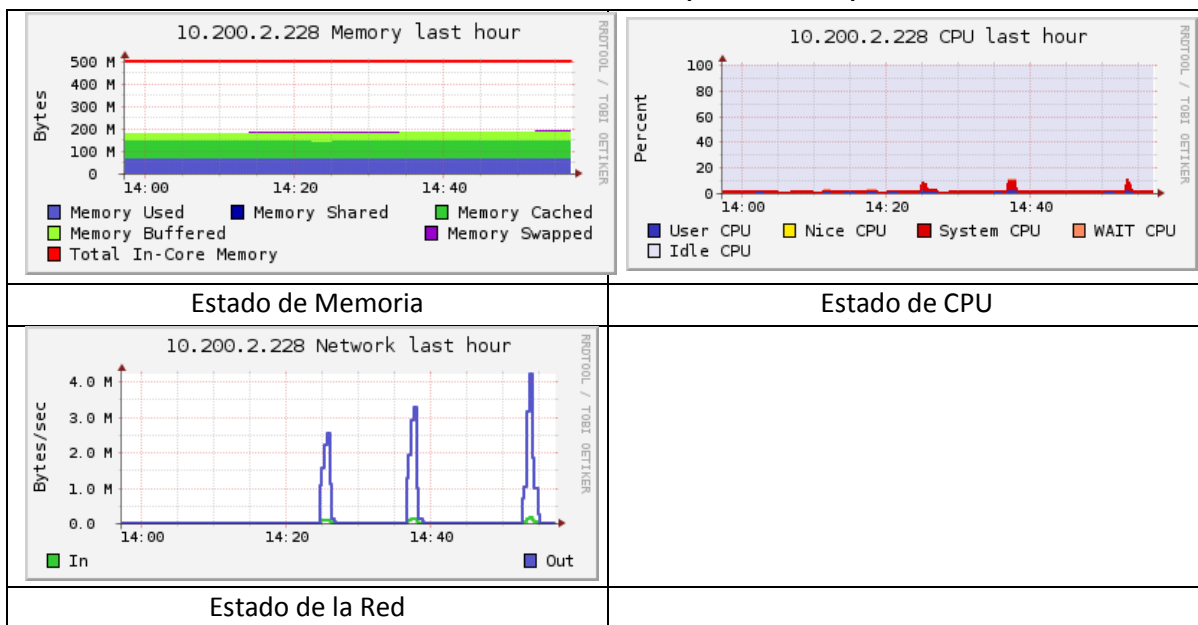 10.200.2.228 Memory last hour
RRDTOOL / TOBI OETIKER
Bytes
500 M
400 M
300 M
200 M
100 M
0
14:00 14:20 14:40
Memory Used Memory Shared Memory Cached
Memory Buffered Memory Swapped
Total In-Core Memory
10.200.2.228 CPU last hour
RRDTOOL / TOBI OETIKER
Percent
100
80
60
40
20
0
14:00 14:20 14:40
User CPU Nice CPU System CPU WAIT CPU
Idle CPU
Estado de Memoria
Estado de CPU
10.200.2.228 Network last hour
RRDTOOL / TOBI OETIKER
Bytes/sec
4.0 M
3.0 M
2.0 M
1.0 M
0.0
14:00 14:20 14:40
In Out
Estado de la Red